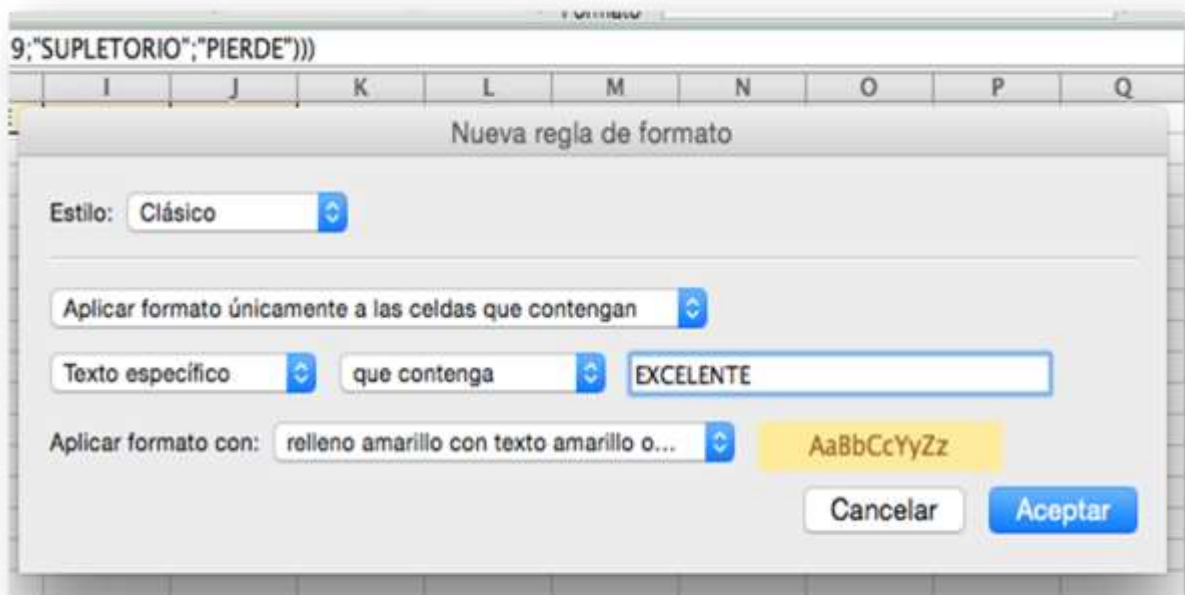 Formato
9;"SUPLETORIO";"PIERDE")))
I J K L M N O P Q
Nueva regla de formato
Estilo: Clásico
Aplicar formato únicamente a las celdas que contengan
Texto específico que contenga EXCELENTE
Aplicar formato con: relleno amarillo con texto amarillo o... AaBbCcYyZz
Cancelar Aceptar